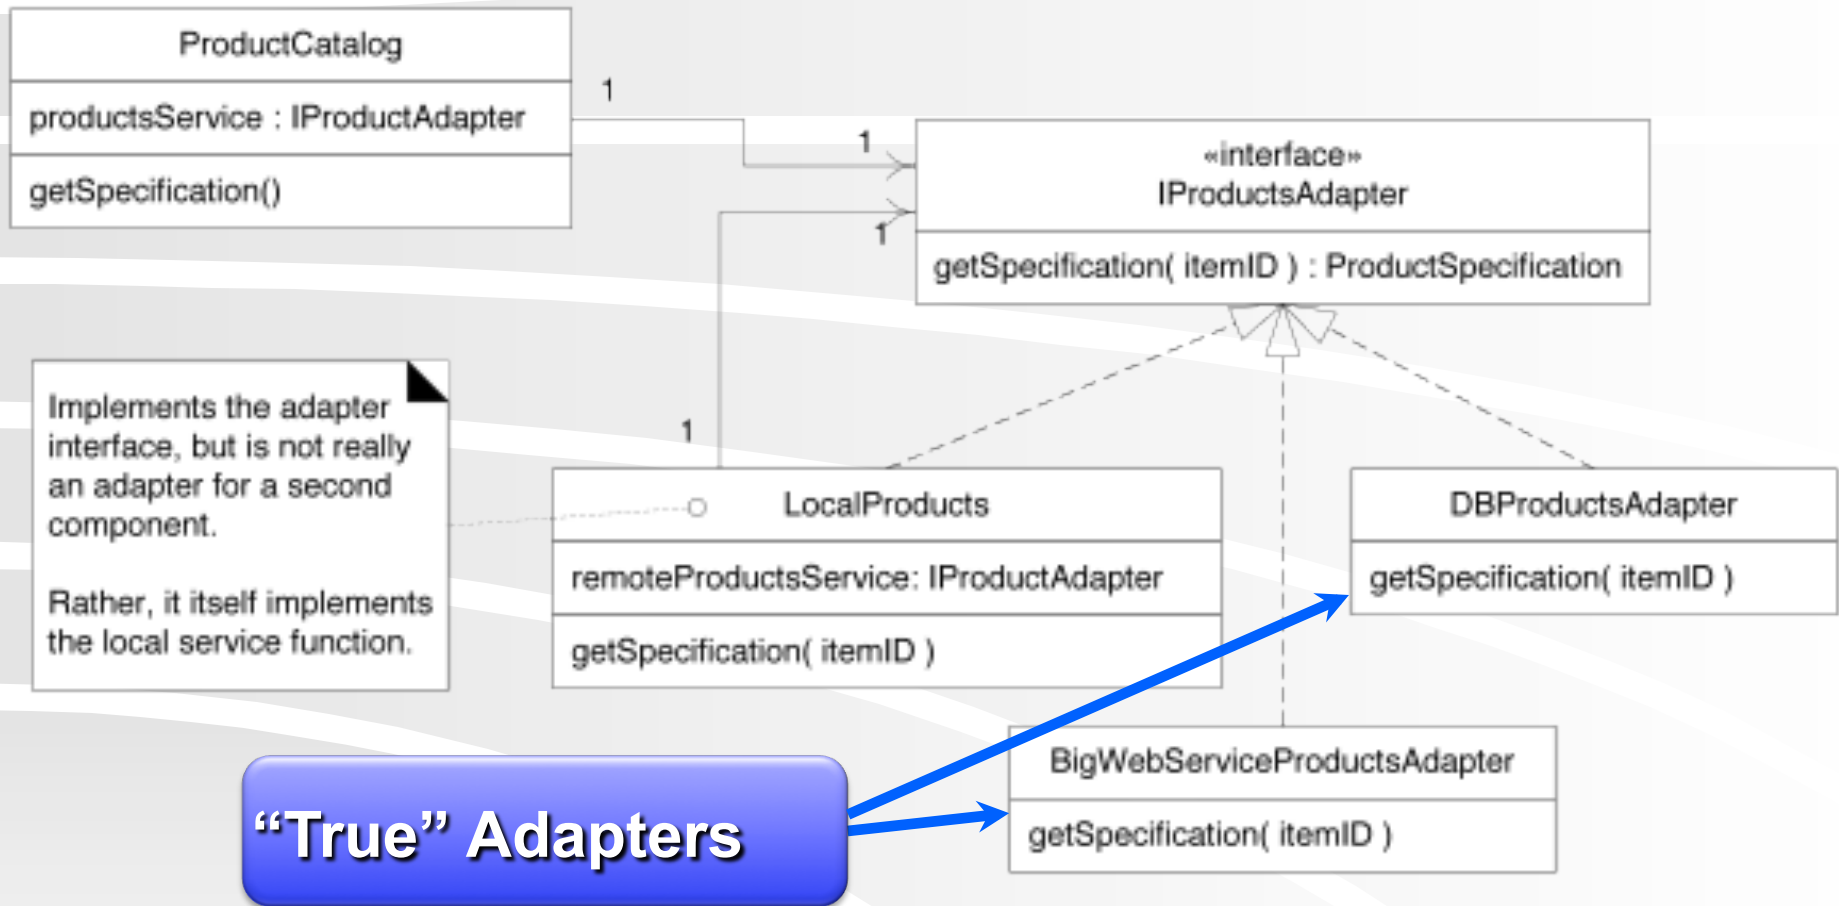 ProductCatalog
productsService : IProductAdapter
getSpecification()
1
1
«interface»
IProductsAdapter
getSpecification( itemID ) : ProductSpecification
1
1
Implements the adapter
interface, but is not really
an adapter for a second
component.
Rather, it itself implements
the local service function.
LocalProducts
remoteProductsService: IProductAdapter
getSpecification( itemID )
DBProductsAdapter
getSpecification( itemID )
BigWebServiceProductsAdapter
getSpecification( itemID )
“True” Adapters